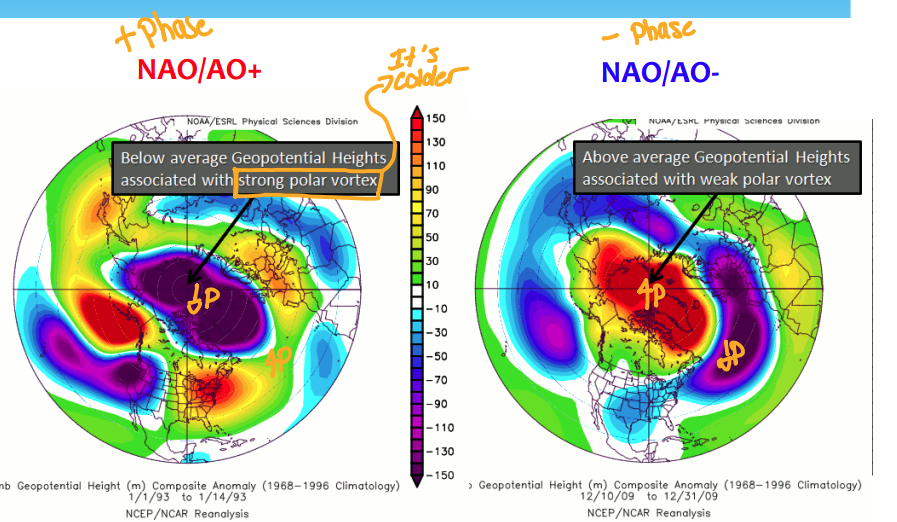 + Phase
NAO/AO+
It's
colder
NOAA/ESRL Physical Sciences Division
Below average Geopotential Heights
associated with strong polar vortex
↓P
↑P
150
130
110
90
70
50
30
10
0
-10
-30
-50
-70
-90
-110
-130
-150
mb Geopotential Height (m) Composite Anomaly (1968-1996 Climatology)
1/1/93 to 1/14/93
NCEP/NCAR Reanalysis
- Phase
NAO/AO-
NOAA/ESRL Physical Sciences Division
Above average Geopotential Heights
associated with weak polar vortex
↑P
↓P
Geopotential Height (m) Composite Anomaly (1968-1996 Climatology)
12/10/09 to 12/31/09
NCEP/NCAR Reanalysis